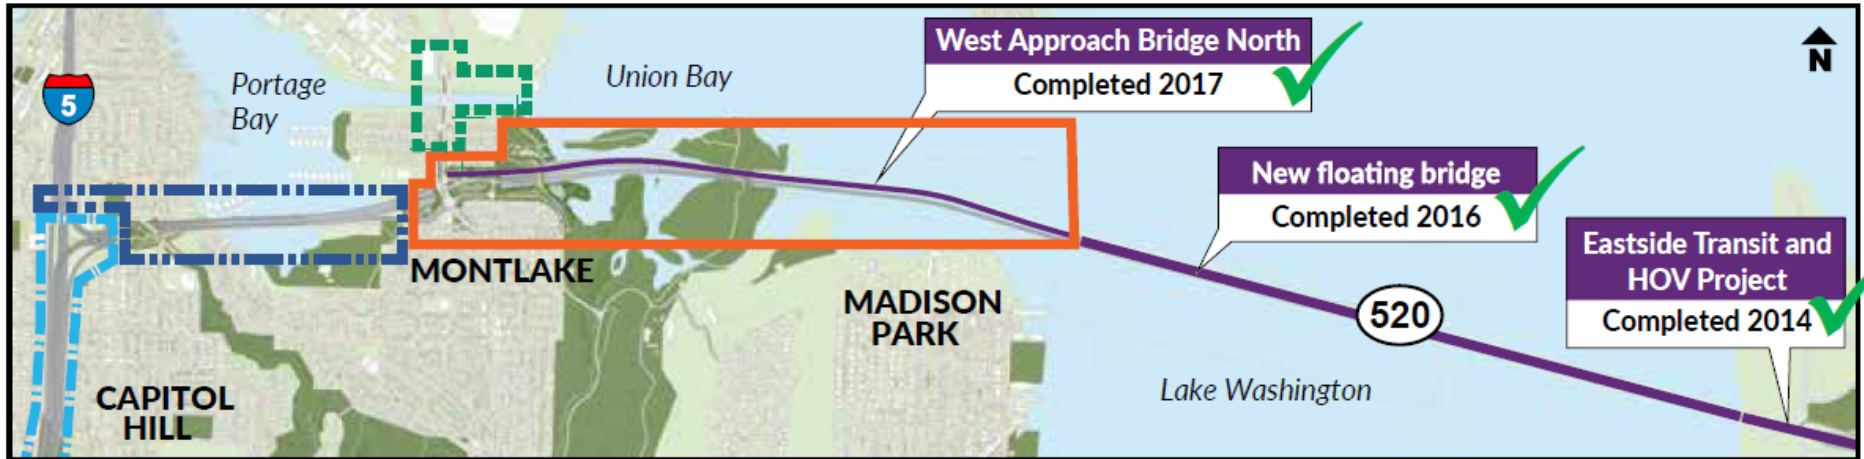 West Approach Bridge North
Completed 2017
N
5
Portage
Bay
Union Bay
New floating bridge
Completed 2016
Eastside Transit and
HOV Project
Completed 2014
MONTLAKE
MADISON
PARK
520
Lake Washington
CAPITOL
HILL